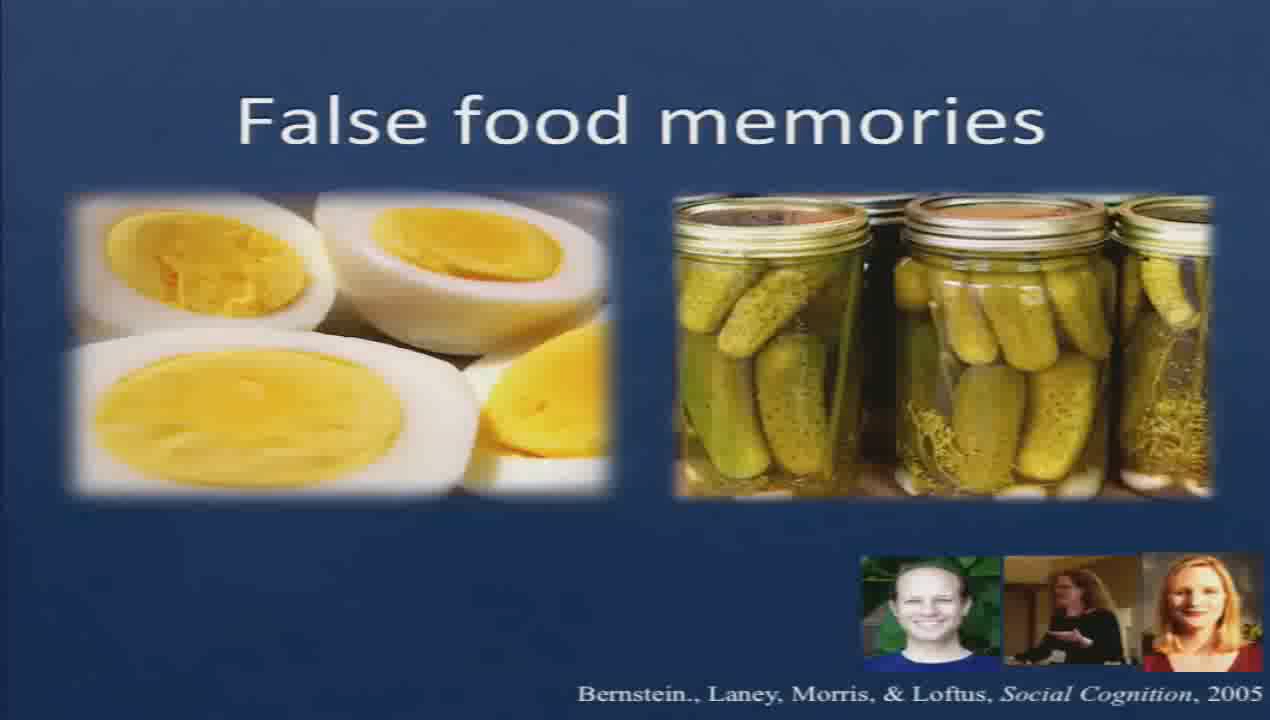 False food memories
Bernstein., Laney, Morris, & Loftus, Social Cognition, 2005